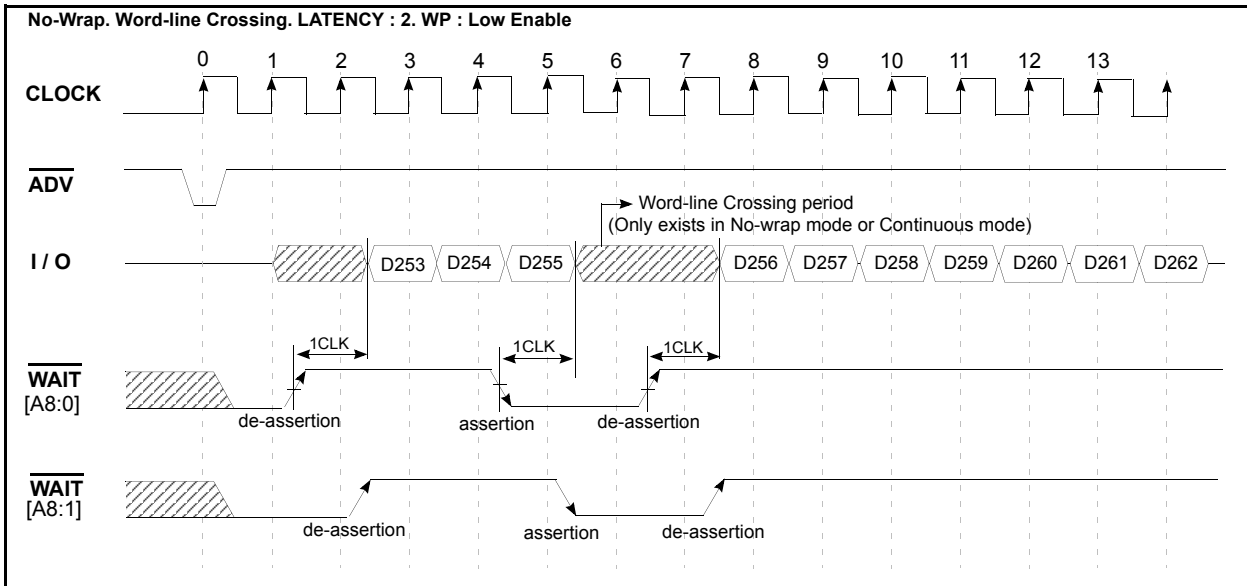 No-Wrap. Word-line Crossing. LATENCY : 2. WP : Low Enable
0 1 2 3 4 5 6 7 8 9 10 11 12 13
CLOCK
ADV
Word-line Crossing period
(Only exists in No-wrap mode or Continuous mode)
I / O
D253 D254 D255 D256 D257 D258 D259 D260 D261 D262
1CLK 1CLK 1CLK
WAIT
[A8:0]
de-assertion assertion de-assertion
WAIT
[A8:1]
de-assertion assertion de-assertion